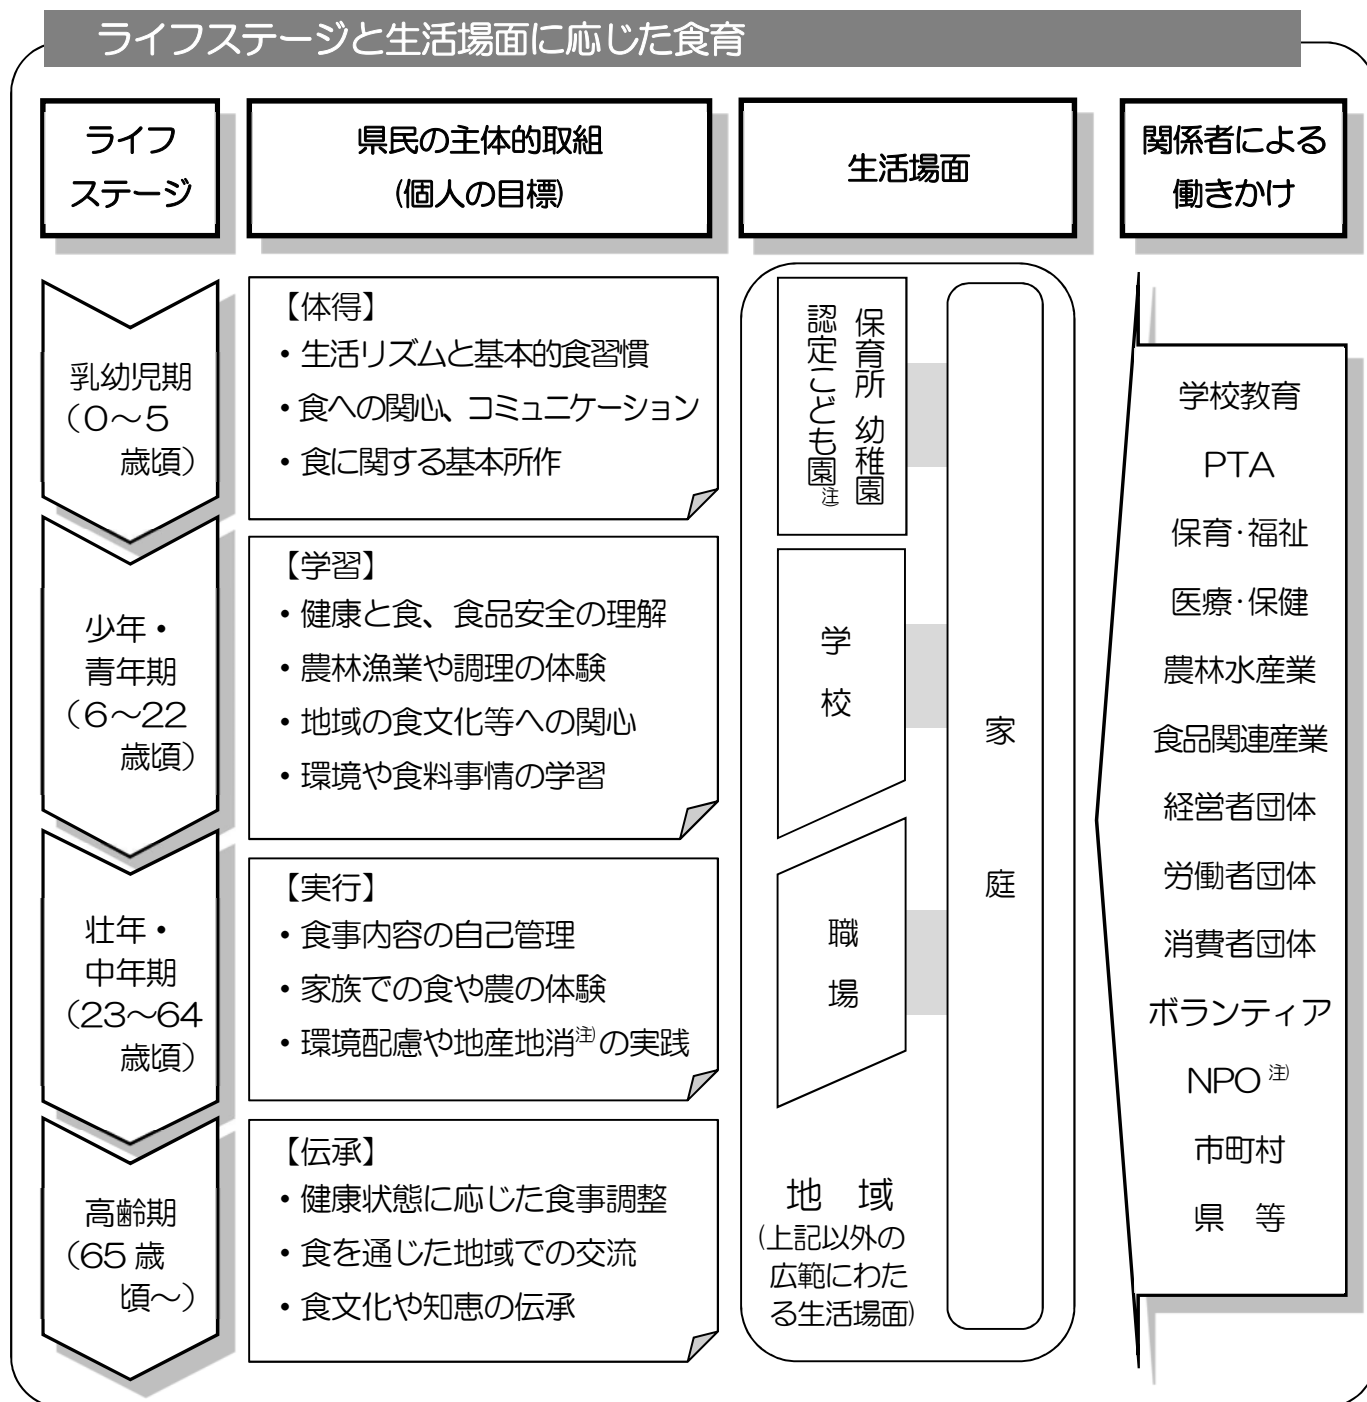 ライフステージと生活場面に応じた食育
ライフ
ステージ
県民の主体的取組
(個人の目標)
生活場面
関係者による
働きかけ
乳幼児期
(0～5
歳頃)
【体得】
・生活リズムと基本的食習慣
・食への関心、コミュニケーション
・食に関する基本所作
少年・
青年期
(6～22
歳頃)
【学習】
・健康と食、食品安全の理解
・農林漁業や調理の体験
・地域の食文化等への関心
・環境や食料事情の学習
壮年・
中年期
(23～64
歳頃)
【実行】
・食事内容の自己管理
・家族での食や農の体験
・環境配慮や地産地消注)の実践
高齢期
(65歳
頃～)
【伝承】
・健康状態に応じた食事調整
・食を通じた地域での交流
・食文化や知恵の伝承
保育所 幼稚園
認定こども園注)
学校
職場
地 域
(上記以外の
広範にわた
る生活場面)
家庭
学校教育
PTA
保育・福祉
医療・保健
農林水産業
食品関連産業
経営者団体
労働者団体
消費者団体
ボランティア
NPO注)
市町村
県 等